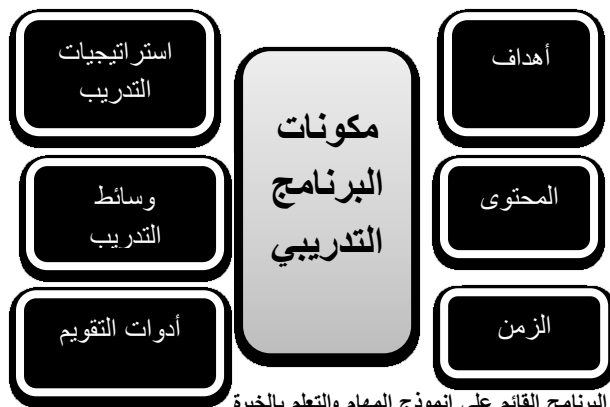 أهداف
استراتيجيات
التدريب
مكونات
البرنامج
التدريبي
المحتوى
وسائط
التدريب
الزمن
أدوات التقويم
البرنامج القائم على انموذج المهام والتعلم بالخبرة